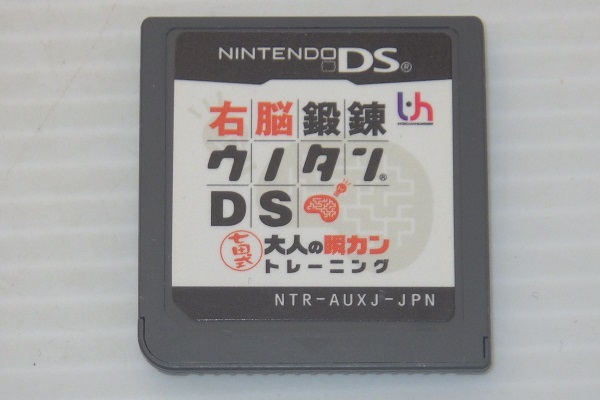 NINTENDO DS®
右脳鍛錬
ウノタン®
DS
七田式 大人の瞬カン
トレーニング
NTR-AUXJ-JPN